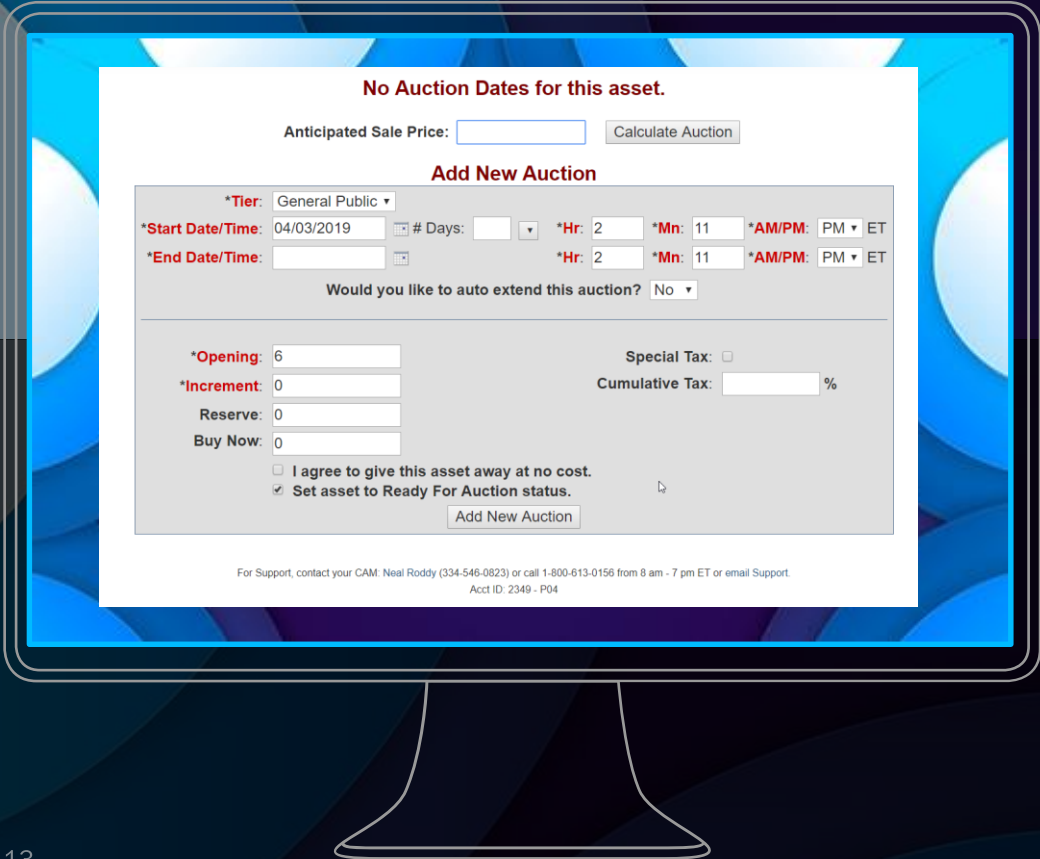 No Auction Dates for this asset.
Anticipated Sale Price: Calculate Auction
Add New Auction
*Tier: General Public
*Start Date/Time: 04/03/2019 # Days: *Hr: 2 *Mn: 11 *AM/PM: PM ET
*End Date/Time: *Hr: 2 *Mn: 11 *AM/PM: PM ET
Would you like to auto extend this auction? No
*Opening: 6 Special Tax:
*Increment: 0 Cumulative Tax: %
Reserve: 0
Buy Now: 0
I agree to give this asset away at no cost.
Set asset to Ready For Auction status.
Add New Auction
For Support, contact your CAM: Neal Roddy (334-546-0823) or call 1-800-613-0156 from 8 am - 7 pm ET or email Support.
Acct ID: 2349 - P04
13